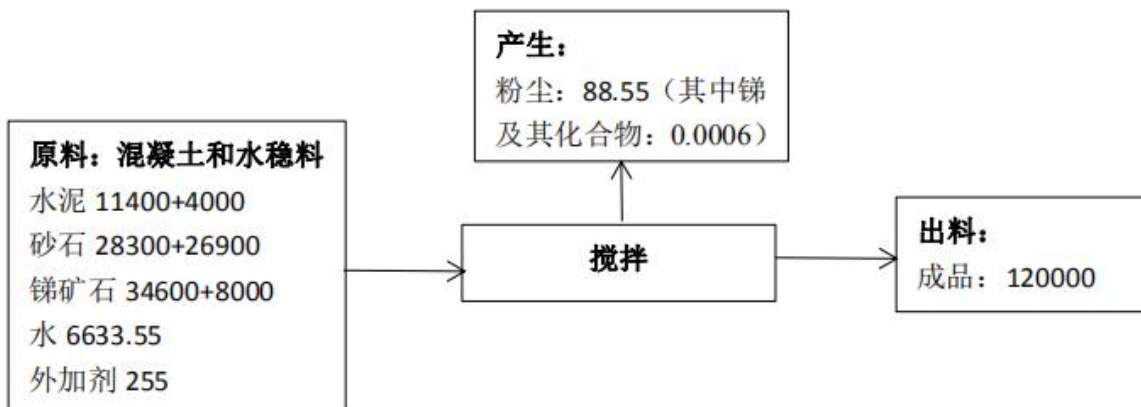 产生：
粉尘：88.55（其中锑
及其化合物：0.0006）
原料：混凝土和水稳料
水泥 11400+4000
砂石 28300+26900
锑矿石 34600+8000
水 6633.55
外加剂 255
搅拌
出料：
成品：120000